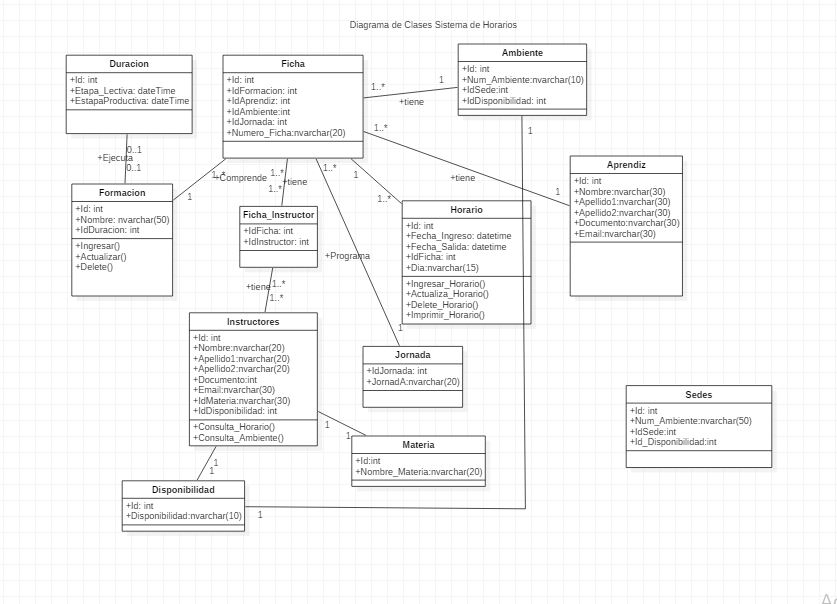 Diagrama de Clases Sistema de Horarios
Duracion
+Id: int
+Etapa_Lectiva: dateTime
+EstapaProductiva: dateTime
Ficha
+Id: int
+IdFormacion: int
+IdAprendiz: int
+IdAmbiente:int
+IdJornada: int
+Numero_Ficha:nvarchar(20)
Ambiente
+Id: int
+Num_Ambiente:nvarchar(10)
+IdSede:int
+IdDisponibilidad: int
1..*
1
+tiene
1..*
1
+tiene
1
0..1
+Ejecuta
0..1
Formacion
+Id: int
+Nombre: nvarchar(50)
+IdDuracion: int
+Ingresar()
+Actualizar()
+Delete()
1
1..*
+Comprende
1..*
+tiene
1..*
1..*
1
1..*
Aprendiz
+Id: int
+Nombre:nvarchar(30)
+Apellido1:nvarchar(30)
+Apellido2:nvarchar(30)
+Documento:nvarchar(30)
+Email:nvarchar(30)
Ficha_Instructor
+IdFicha: int
+IdInstructor: int
Horario
+Id: int
+Fecha_Ingreso: datetime
+Fecha_Salida: datetime
+IdFicha: int
+Dia:nvarchar(15)
+Ingresar_Horario()
+Actualiza_Horario()
+Delete_Horario()
+Imprimir_Horario()
+Programa
1
+tiene
1..*
1..*
Instructores
+Id: int
+Nombre:nvarchar(20)
+Apellido1:nvarchar(20)
+Apellido2:nvarchar(20)
+Documento:int
+Email:nvarchar(30)
+IdMateria:nvarchar(30)
+IdDisponibilidad: int
+Consulta_Horario()
+Consulta_Ambiente()
Jornada
+IdJornada: int
+JornadA:nvarchar(20)
Sedes
+Id: int
+Num_Ambiente:nvarchar(50)
+IdSede:int
+Id_Disponibilidad:int
1
1
Materia
+Id:int
+Nombre_Materia:nvarchar(20)
1
1
Disponibilidad
+Id: int
+Disponibilidad:nvarchar(10)
1